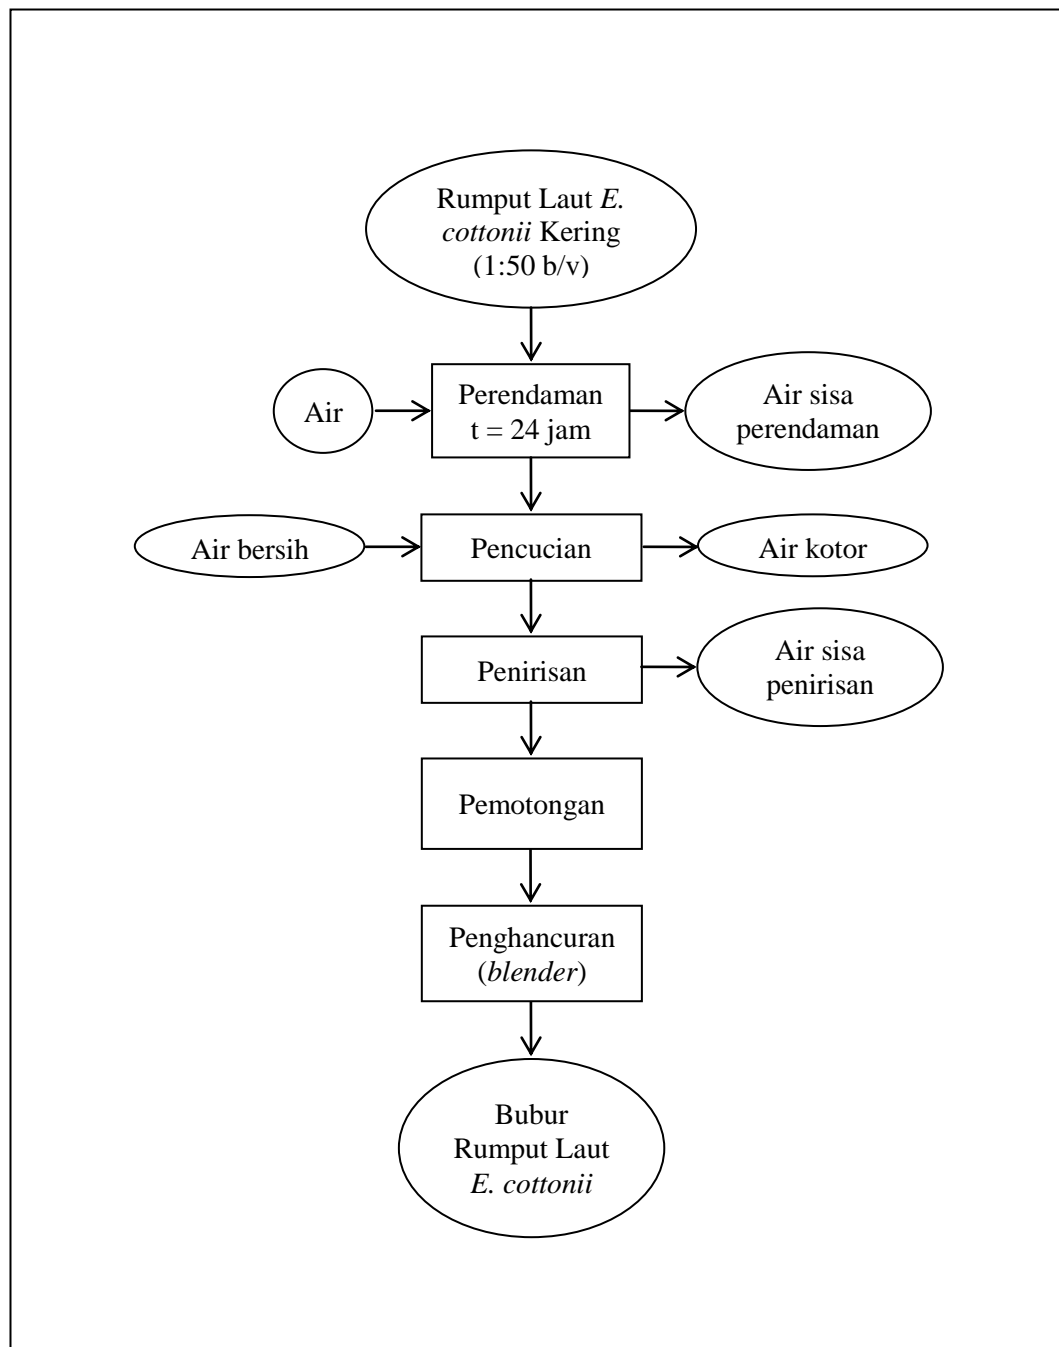 Rumput Laut E.
cottonii Kering
(1:50 b/v)
Air
Perendaman
t = 24 jam
Air sisa
perendaman
Air bersih
Pencucian
Air kotor
Penirisan
Air sisa
penirisan
Pemotongan
Penghancuran
(blender)
Bubur
Rumput Laut
E. cottonii